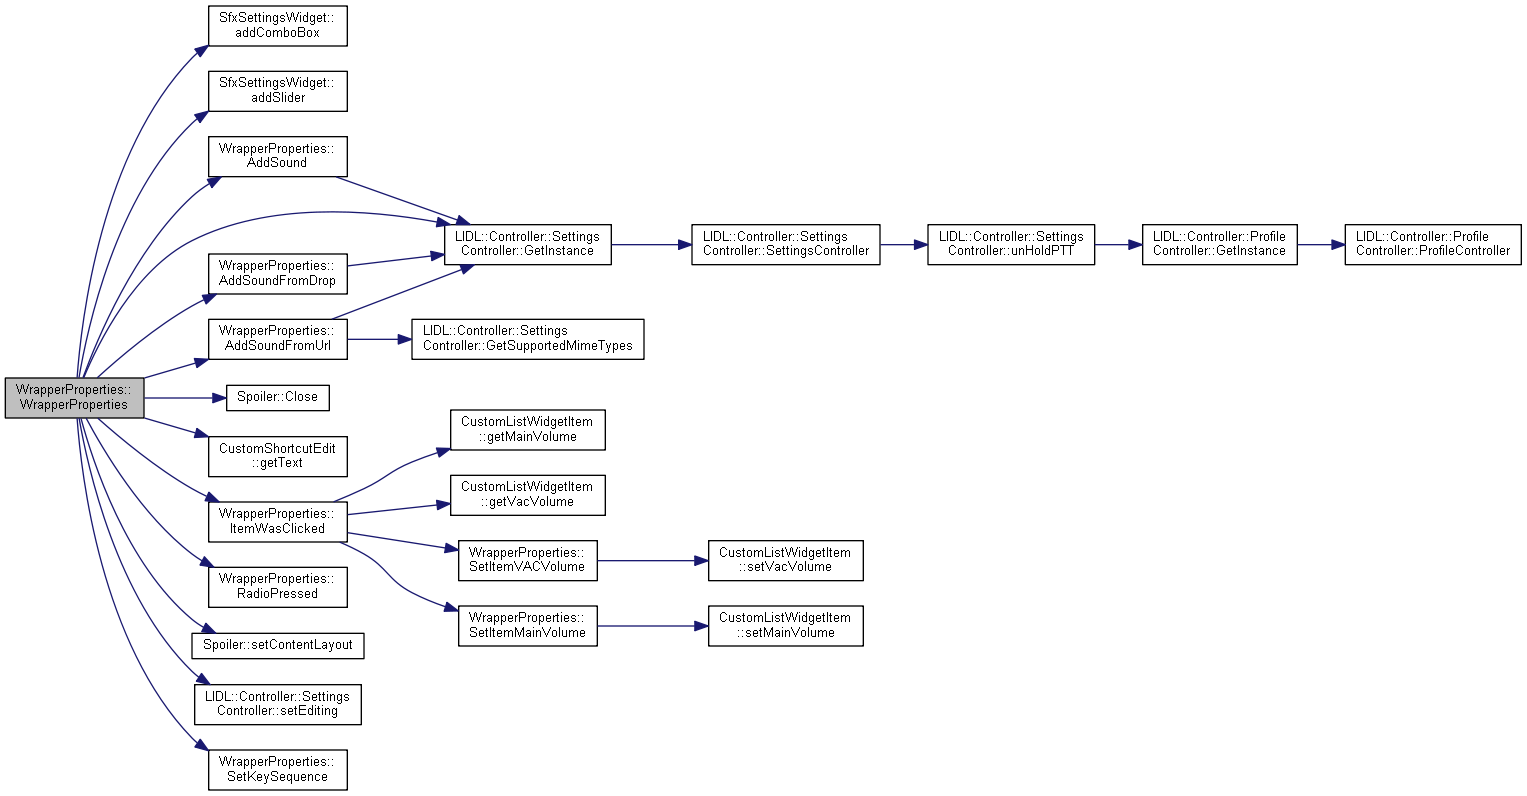 SfxSettingsWidget::
addComboBox
SfxSettingsWidget::
addSlider
WrapperProperties::
AddSound
LIDL::Controller::Settings
Controller::GetInstance
LIDL::Controller::Settings
Controller::SettingsController
LIDL::Controller::Settings
Controller::unHoldPTT
LIDL::Controller::Profile
Controller::GetInstance
LIDL::Controller::Profile
Controller::ProfileController
WrapperProperties::
AddSoundFromDrop
WrapperProperties::
AddSoundFromUrl
LIDL::Controller::Settings
Controller::GetSupportedMimeTypes
WrapperProperties::
WrapperProperties
Spoiler::Close
CustomShortcutEdit
::getText
CustomListWidgetItem
::getMainVolume
CustomListWidgetItem
::getVacVolume
WrapperProperties::
ItemWasClicked
WrapperProperties::
SetItemVACVolume
CustomListWidgetItem
::setVacVolume
WrapperProperties::
RadioPressed
WrapperProperties::
SetItemMainVolume
CustomListWidgetItem
::setMainVolume
Spoiler::setContentLayout
LIDL::Controller::Settings
Controller::setEditing
WrapperProperties::
SetKeySequence